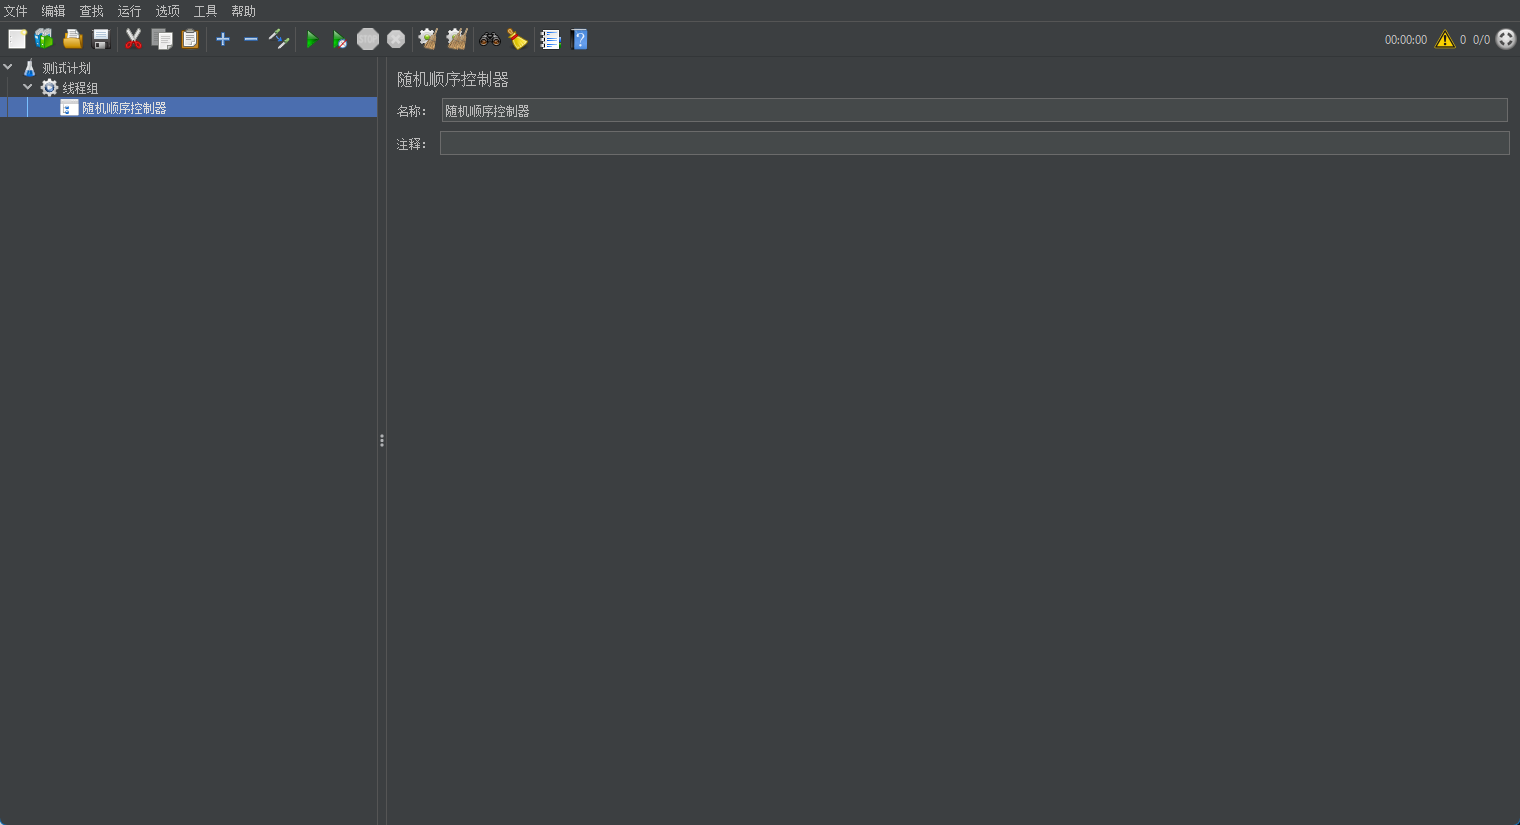 文件 编辑 查找 运行 选项 工具 帮助
00:00:00 0 0/0
测试计划
线程组
随机顺序控制器
随机顺序控制器
名称: 随机顺序控制器
注释: